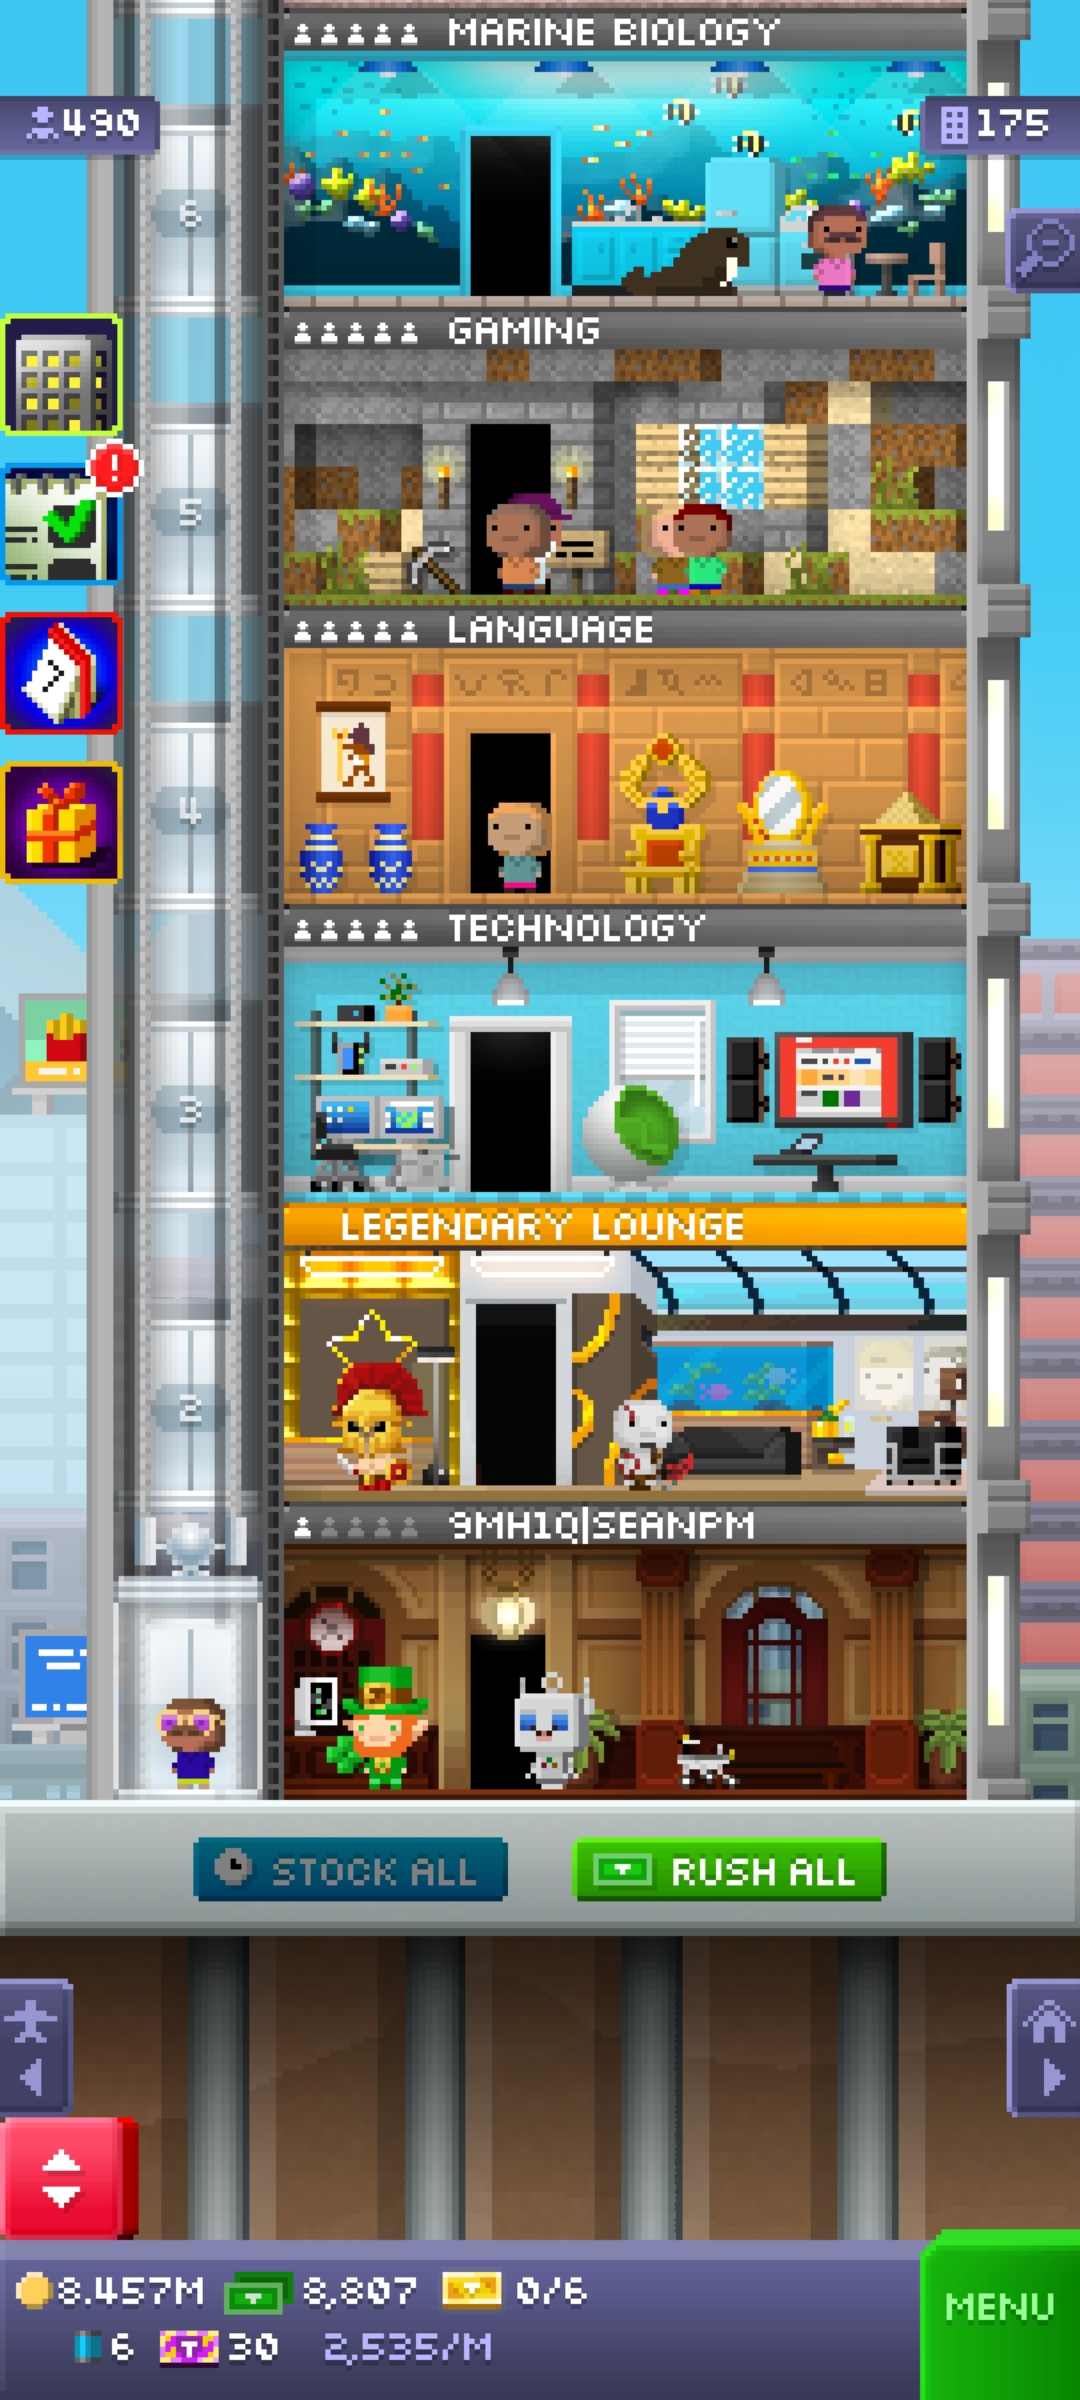 MARINE BIOLOGY
490
175
6
GAMING
5
LANGUAGE
4
TECHNOLOGY
3
LEGENDARY LOUNGE
2
9MH1Q|SEANPM
STOCK ALL
RUSH ALL
8.457M 8,807 0/6
6 30 2,535/M
MENU